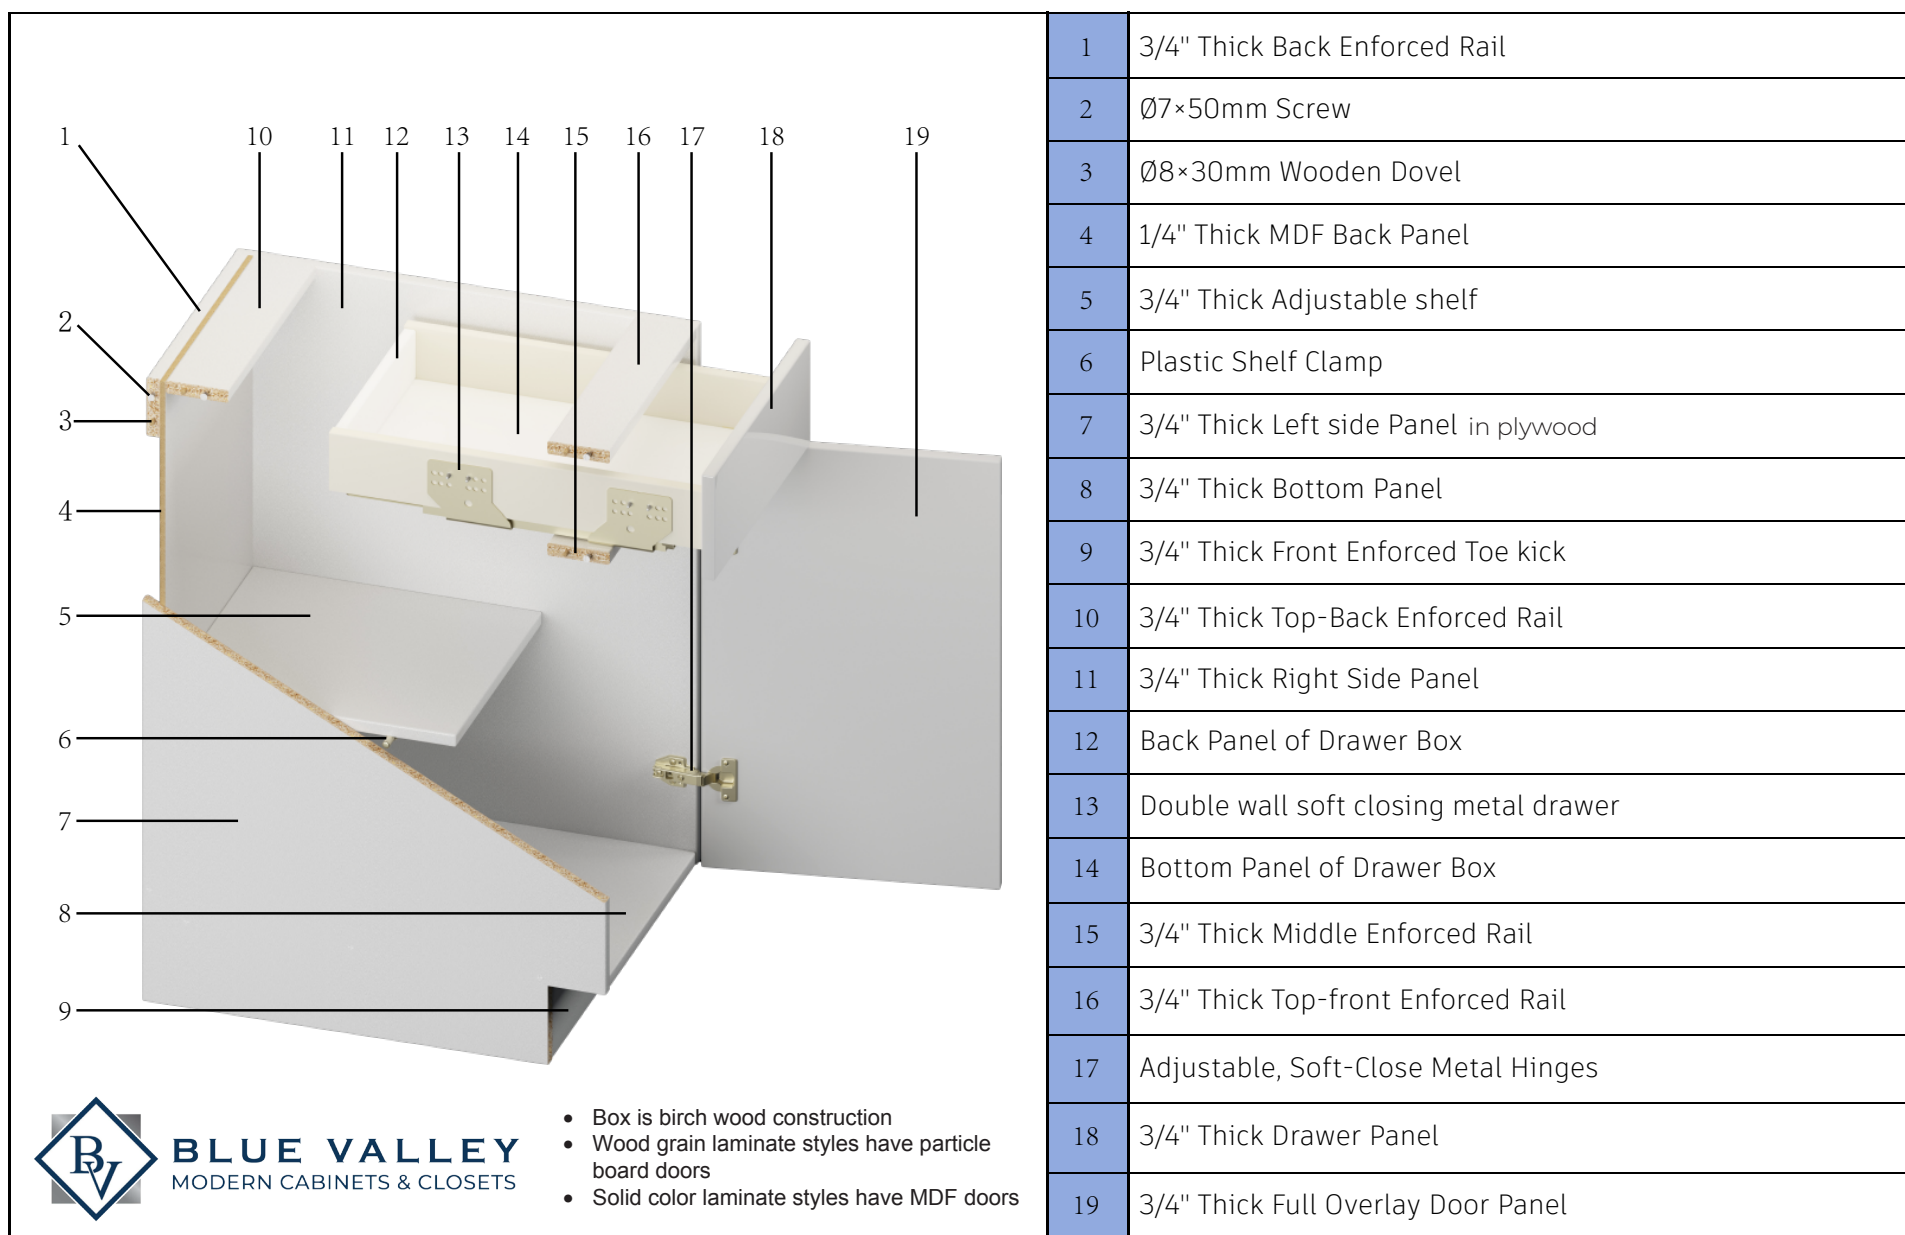 1 10 11 12 13 14 15 16 17 18 19
2
3
4
5
6
7
8
9
BV
BLUE VALLEY
MODERN CABINETS & CLOSETS
• Box is birch wood construction
• Wood grain laminate styles have particle
board doors
• Solid color laminate styles have MDF doors
1 3/4" Thick Back Enforced Rail
2 Ø7×50mm Screw
3 Ø8×30mm Wooden Dovel
4 1/4" Thick MDF Back Panel
5 3/4" Thick Adjustable shelf
6 Plastic Shelf Clamp
7 3/4" Thick Left side Panel in plywood
8 3/4" Thick Bottom Panel
9 3/4" Thick Front Enforced Toe kick
10 3/4" Thick Top-Back Enforced Rail
11 3/4" Thick Right Side Panel
12 Back Panel of Drawer Box
13 Double wall soft closing metal drawer
14 Bottom Panel of Drawer Box
15 3/4" Thick Middle Enforced Rail
16 3/4" Thick Top-front Enforced Rail
17 Adjustable, Soft-Close Metal Hinges
18 3/4" Thick Drawer Panel
19 3/4" Thick Full Overlay Door Panel